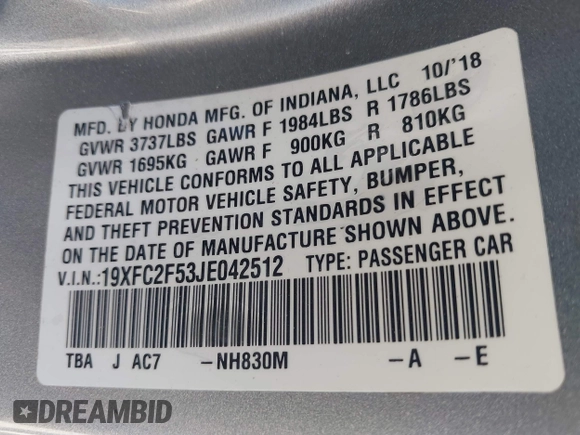 MFD. BY HONDA MFG. OF INDIANA, LLC 10/'18
GVWR 3737LBS GAWR F 1984LBS R 1786LBS
GVWR 1695KG GAWR F 900KG R 810KG
THIS VEHICLE CONFORMS TO ALL APPLICABLE
FEDERAL MOTOR VEHICLE SAFETY, BUMPER,
AND THEFT PREVENTION STANDARDS IN EFFECT
ON THE DATE OF MANUFACTURE SHOWN ABOVE.
V.I.N.:19XFC2F53JE042512 TYPE: PASSENGER CAR
TBA J AC7 –NH830M –A –E
DREAMBID